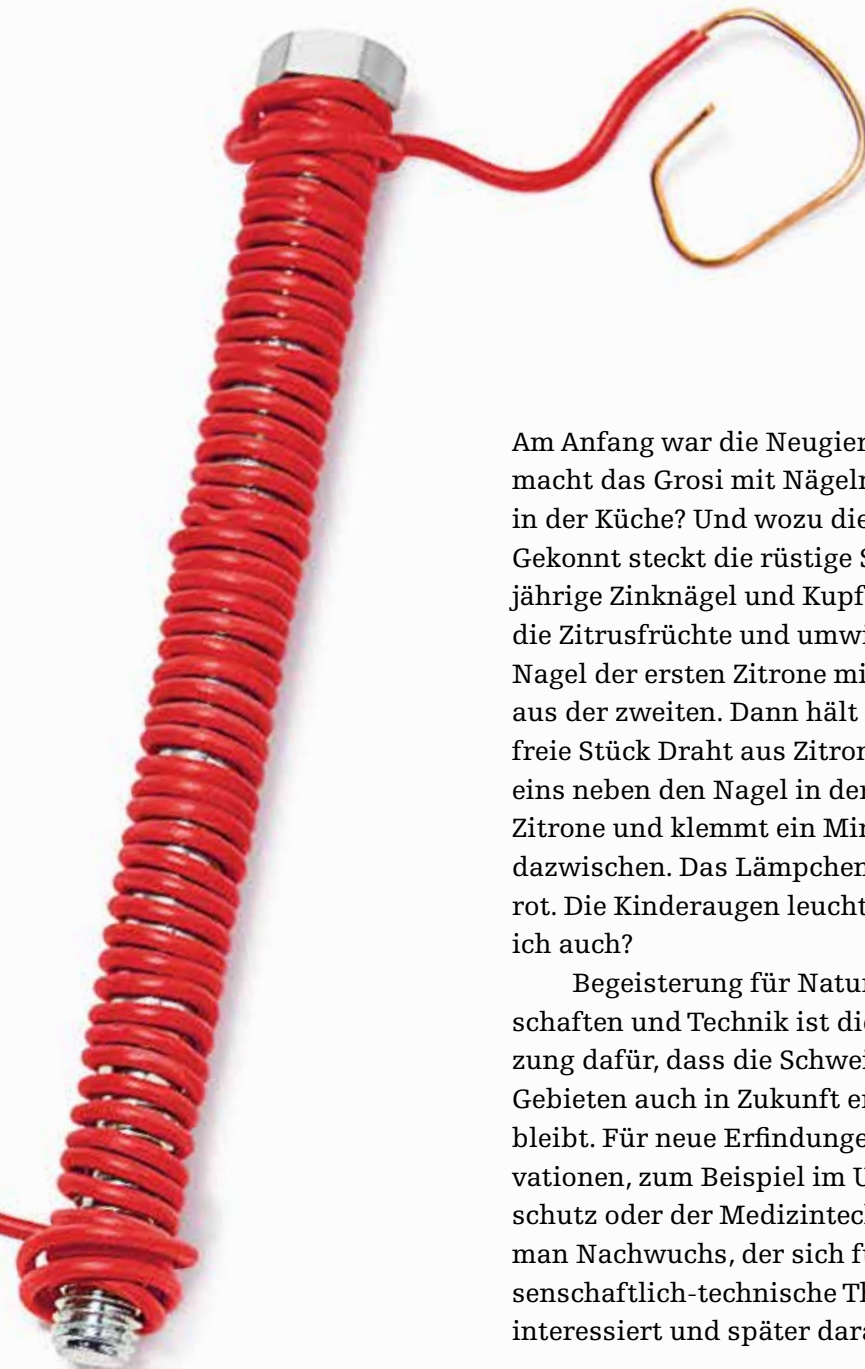 Am Anfang war die Neugier
macht das Grosi mit Nägeln
in der Küche? Und wozu die
Gekonnt steckt die rüstige S
jährige Zinknägel und Kupf
die Zitrusfrüchte und umwi
Nagel der ersten Zitrone mi
aus der zweiten. Dann hält
freie Stück Draht aus Zitron
eins neben den Nagel in der
Zitrone und klemmt ein Min
dazwischen. Das Lämpchen
rot. Die Kinderaugen leucht
ich auch?
Begeisterung für Natur
schaften und Technik ist die
zung dafür, dass die Schwei
Gebieten auch in Zukunft er
bleibt. Für neue Erfindunge
vationen, zum Beispiel im U
schutz oder der Medizintech
man Nachwuchs, der sich fü
senschaftlich-technische Th
interessiert und später dara